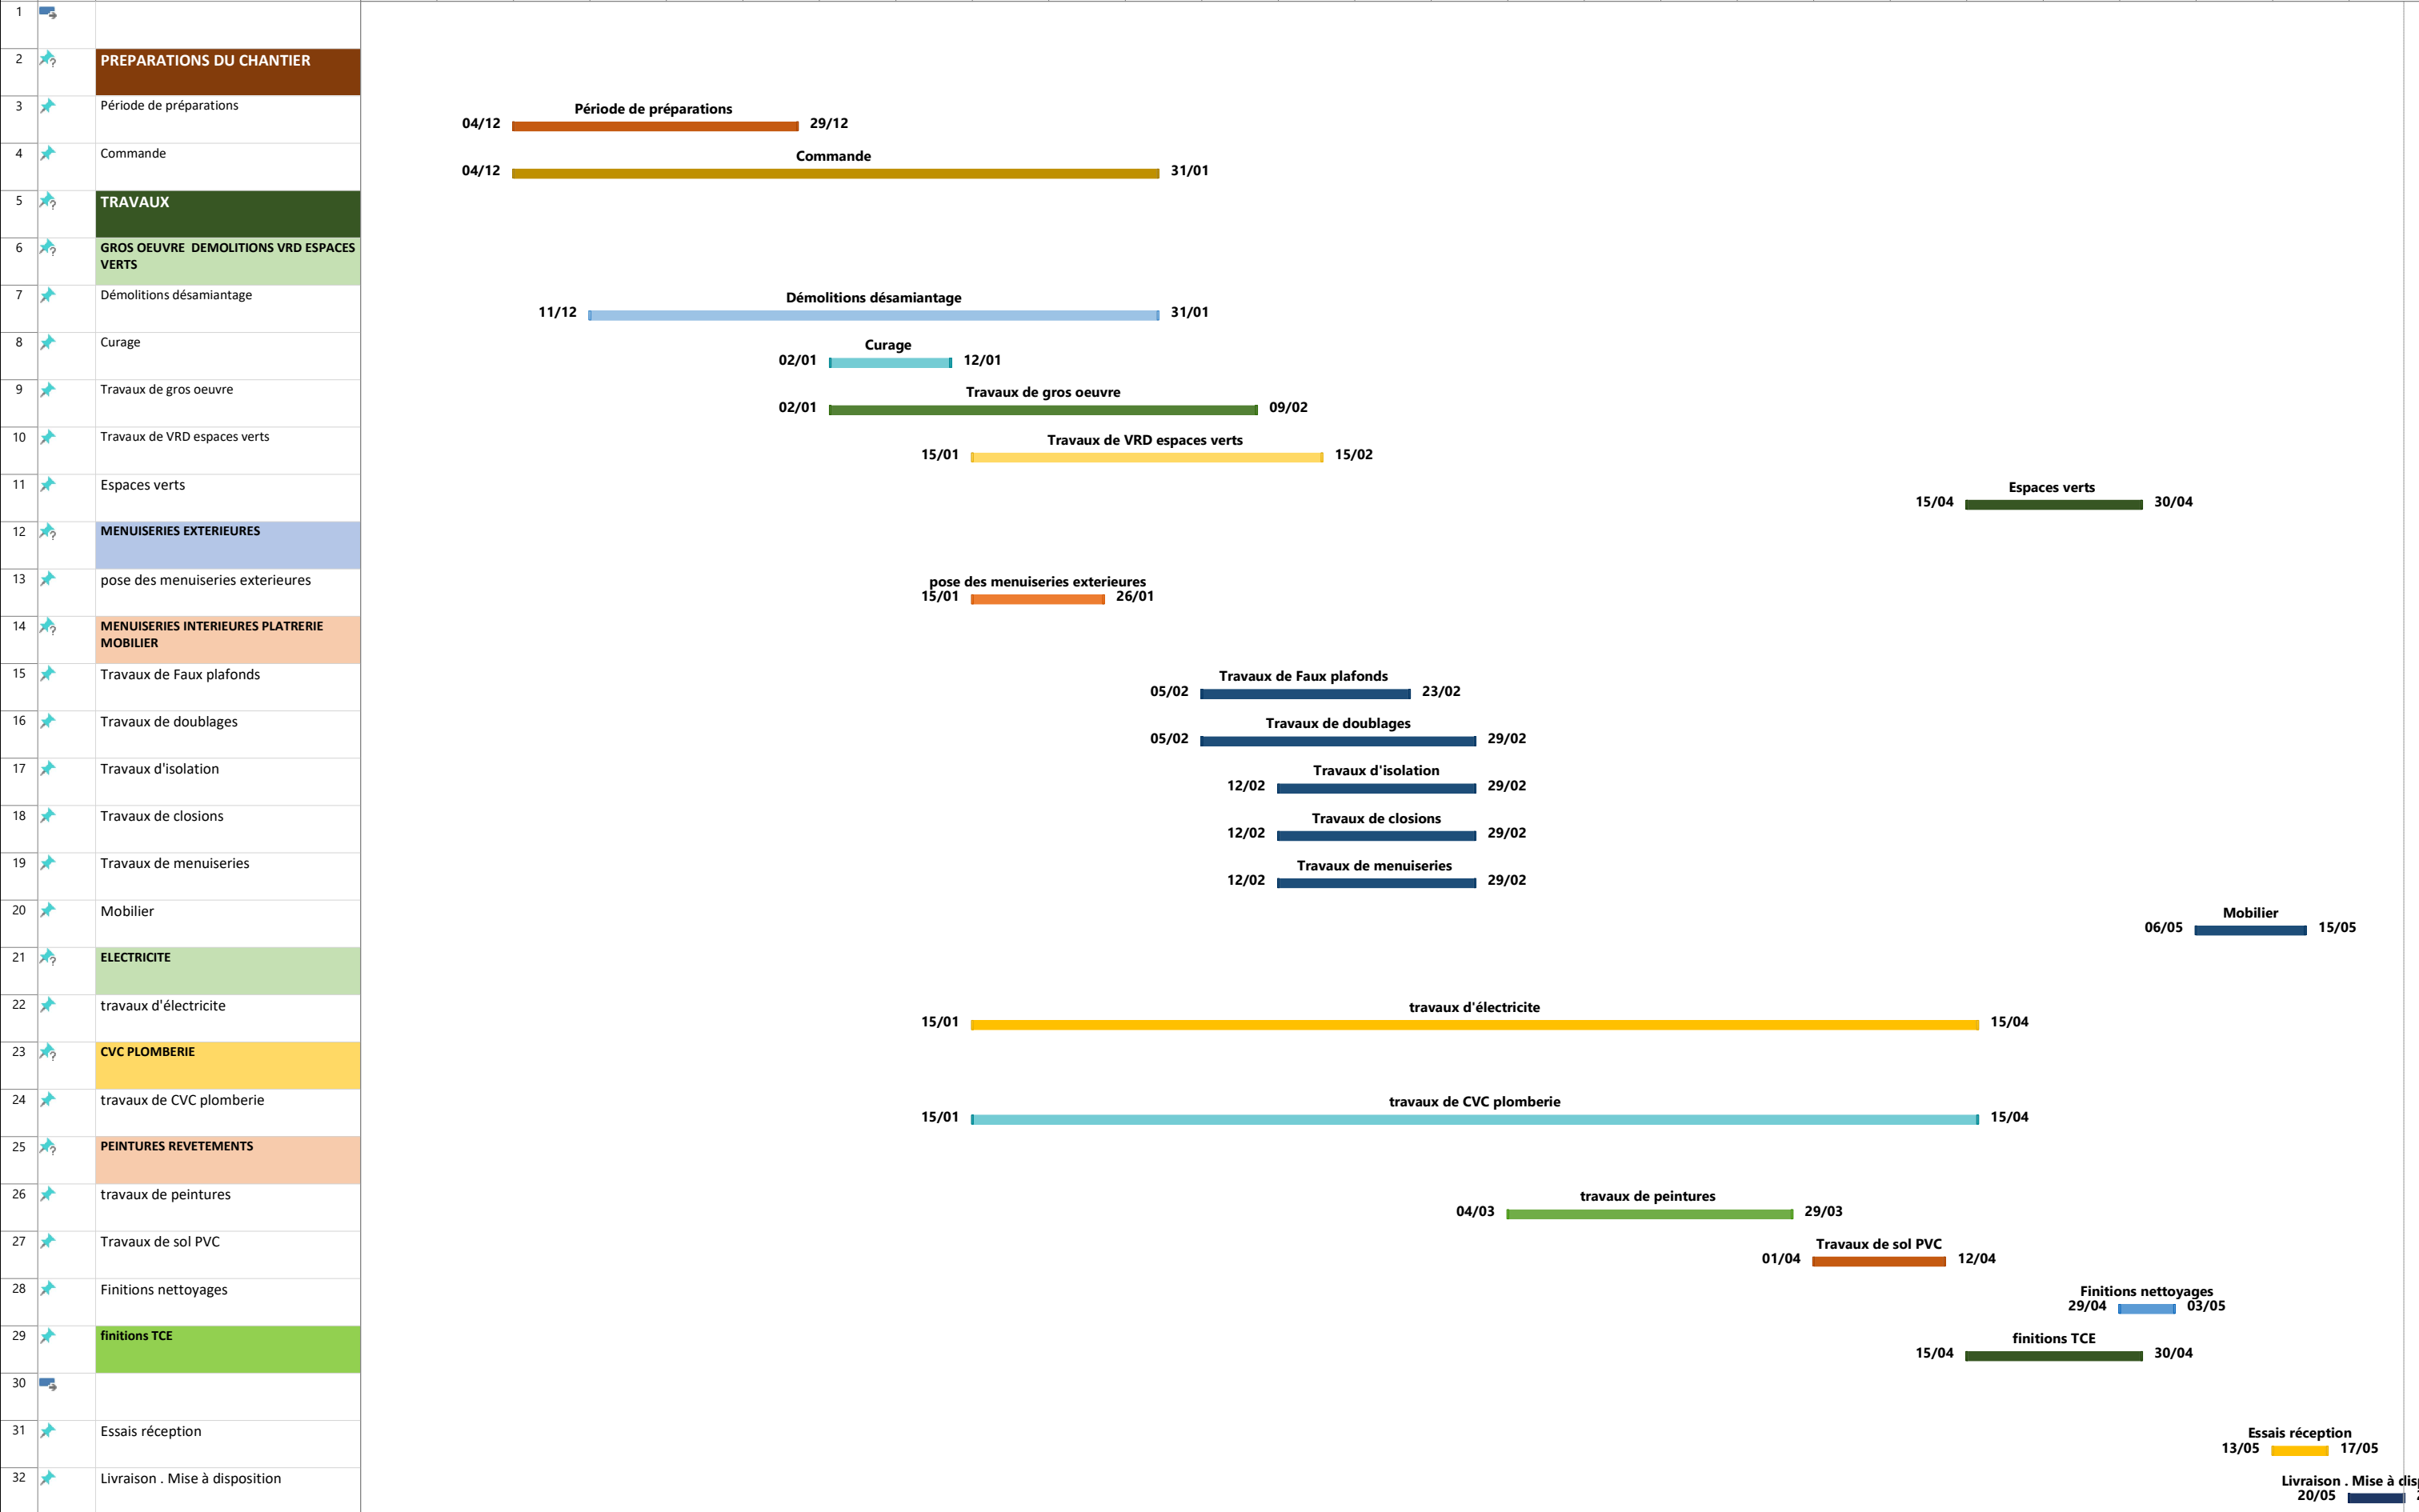 1
2 PREPARATIONS DU CHANTIER
3 Période de préparations
Période de préparations
04/12 29/12
4 Commande
Commande
04/12 31/01
5 TRAVAUX
6 GROS OEUVRE  DEMOLITIONS VRD ESPACES
VERTS
7 Démolitions désamiantage
Démolitions désamiantage
11/12 31/01
8 Curage
Curage
02/01 12/01
9 Travaux de gros oeuvre
Travaux de gros oeuvre
02/01 09/02
10 Travaux de VRD espaces verts
Travaux de VRD espaces verts
15/01 15/02
11 Espaces verts
Espaces verts
15/04 30/04
12 MENUISERIES EXTERIEURES
13 pose des menuiseries exterieures
pose des menuiseries exterieures
15/01 26/01
14 MENUISERIES INTERIEURES PLATRERIE
MOBILIER
15 Travaux de Faux plafonds
Travaux de Faux plafonds
05/02 23/02
16 Travaux de doublages
Travaux de doublages
05/02 29/02
17 Travaux d'isolation
Travaux d'isolation
12/02 29/02
18 Travaux de closions
Travaux de closions
12/02 29/02
19 Travaux de menuiseries
Travaux de menuiseries
12/02 29/02
20 Mobilier
Mobilier
06/05 15/05
21 ELECTRICITE
22 travaux d'électricite
travaux d'électricite
15/01 15/04
23 CVC PLOMBERIE
24 travaux de CVC plomberie
travaux de CVC plomberie
15/01 15/04
25 PEINTURES REVETEMENTS
26 travaux de peintures
travaux de peintures
04/03 29/03
27 Travaux de sol PVC
Travaux de sol PVC
01/04 12/04
28 Finitions nettoyages
Finitions nettoyages
29/04 03/05
29 finitions TCE
finitions TCE
15/04 30/04
30
31 Essais réception
Essais réception
13/05 17/05
32 Livraison . Mise à disposition
Livraison . Mise à
20/05